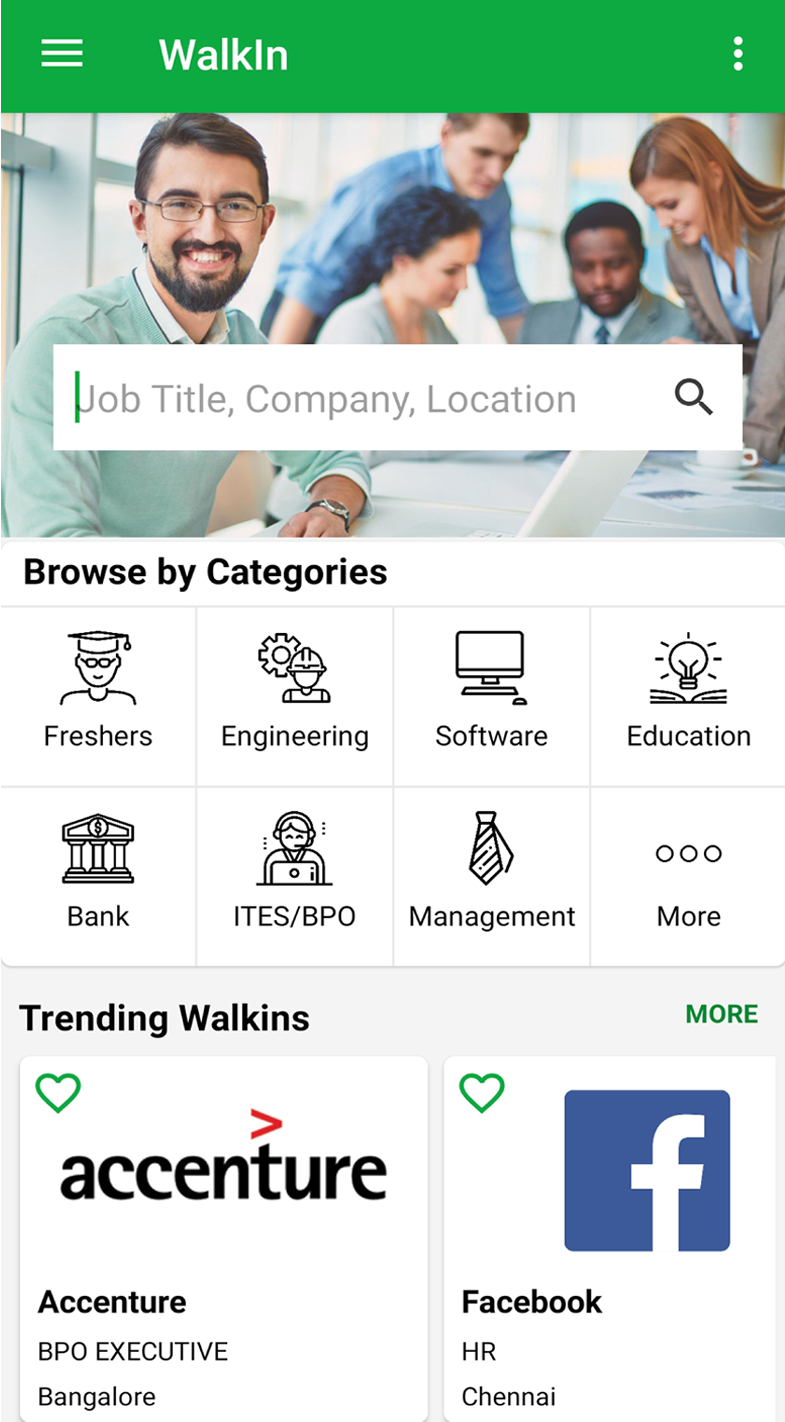 WalkIn
Job Title, Company, Location
Browse by Categories
Freshers Engineering Software Education
Bank ITES/BPO Management More
Trending Walkins MORE
accenture f
Accenture Facebook
BPO EXECUTIVE HR
Bangalore Chennai